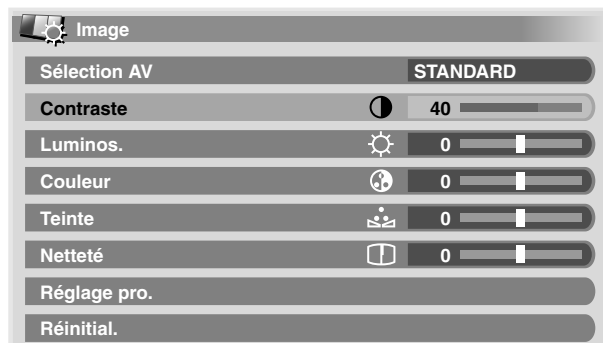 Image
Sélection AV STANDARD
Contraste 40
Luminos. 0
Couleur 0
Teinte 0
Netteté 0
Réglage pro.
Réinitial.